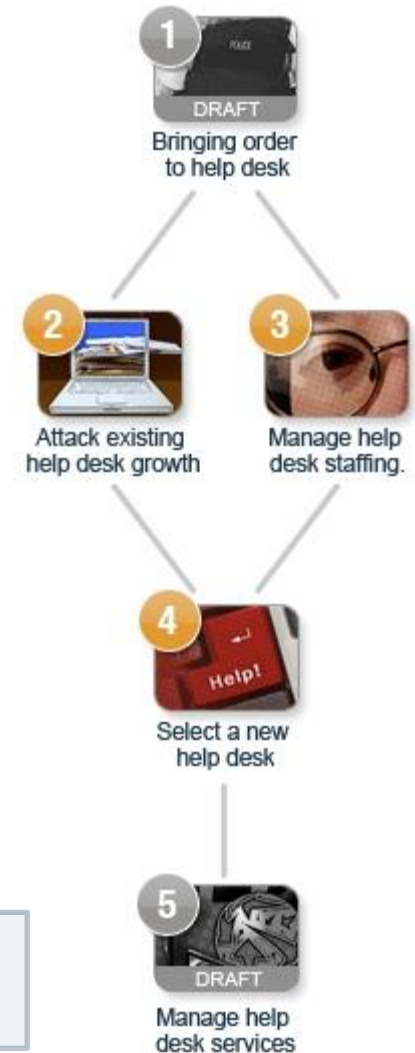 1
POLICE
DRAFT
Bringing order
to help desk
2
3
Attack existing
help desk growth
Manage help
desk staffing.
4
Help!
Select a new
help desk
5
DRAFT
Manage help
desk services